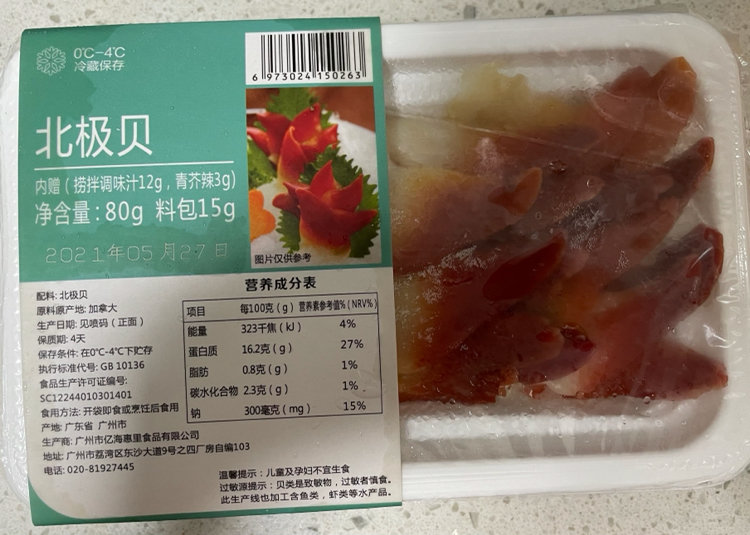 0℃-4℃
冷藏保存
6 973024 150263
北极贝
内赠(捞拌调味汁12g,青芥辣3g)
净含量:80g 料包15g
2021年05月27日
图片仅供参考
配料: 北极贝
原料原产地: 加拿大
生产日期: 见喷码(正面)
保质期: 4天
保存条件: 在0℃-4℃下贮存
执行标准代号: GB 10136
食品生产许可证编号:
SC12244010301401
食用方法: 开袋即食或烹饪后食用
产地: 广东省 广州市
生产商: 广州市亿海惠里食品有限公司
地址: 广州市荔湾区东沙大道9号之四厂房自编103
电话: 020-81927445
营养成分表
项目 每100克(g) 营养素参考值%(NRV%)
能量 323千焦(kJ) 4%
蛋白质 16.2克(g) 27%
脂肪 0.8克(g) 1%
碳水化合物 2.3克(g) 1%
钠 300毫克(mg) 15%
温馨提示: 儿童及孕妇不宜生食
过敏源提示: 贝类是致敏物,过敏者慎食。
此生产线也加工含鱼类,虾类等水产品。